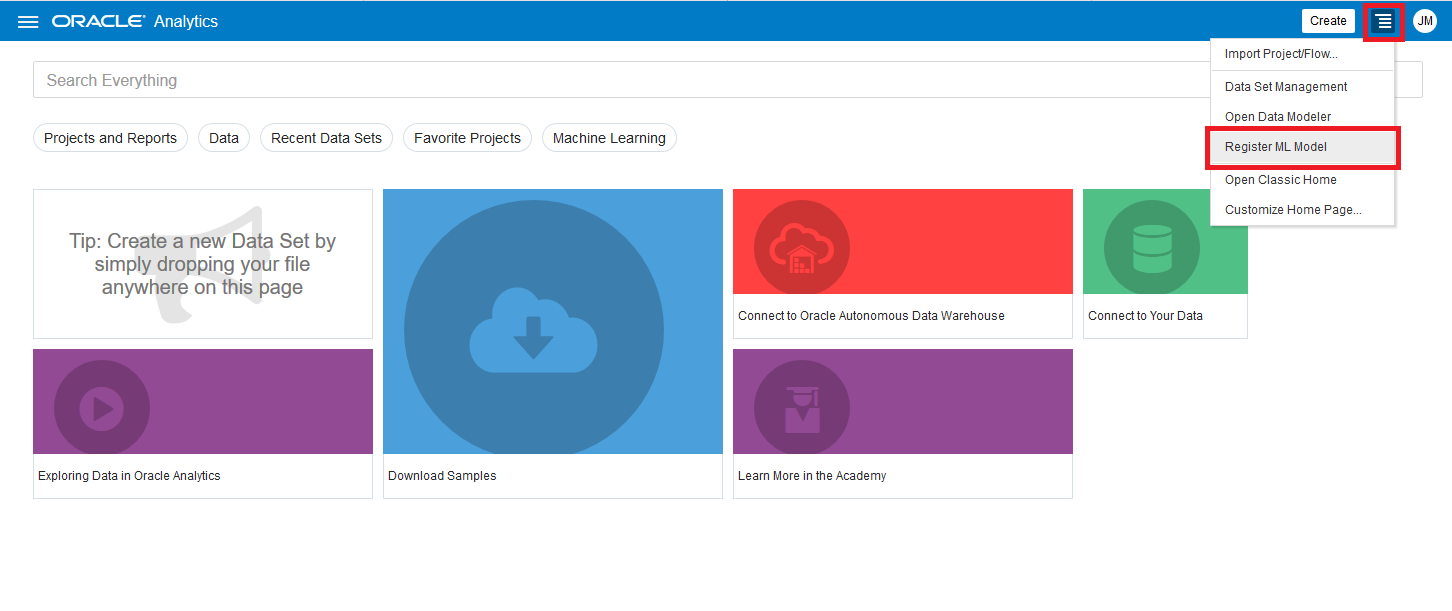 ORACLE Analytics
Create
JM
Import Project/Flow...
Search Everything
Data Set Management
Open Data Modeler
Register ML Model
Open Classic Home
Customize Home Page...
Projects and Reports
Data
Recent Data Sets
Favorite Projects
Machine Learning
Tip: Create a new Data Set by
simply dropping your file
anywhere on this page
Connect to Oracle Autonomous Data Warehouse
Connect to Your Data
Exploring Data in Oracle Analytics
Download Samples
Learn More in the Academy